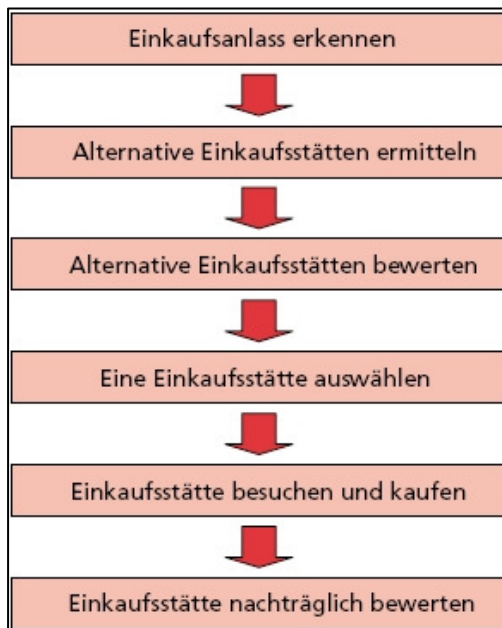 Einkaufsanlass erkennen
Alternative Einkaufsstätten ermitteln
Alternative Einkaufsstätten bewerten
Eine Einkaufsstätte auswählen
Einkaufsstätte besuchen und kaufen
Einkaufsstätte nachträglich bewerten